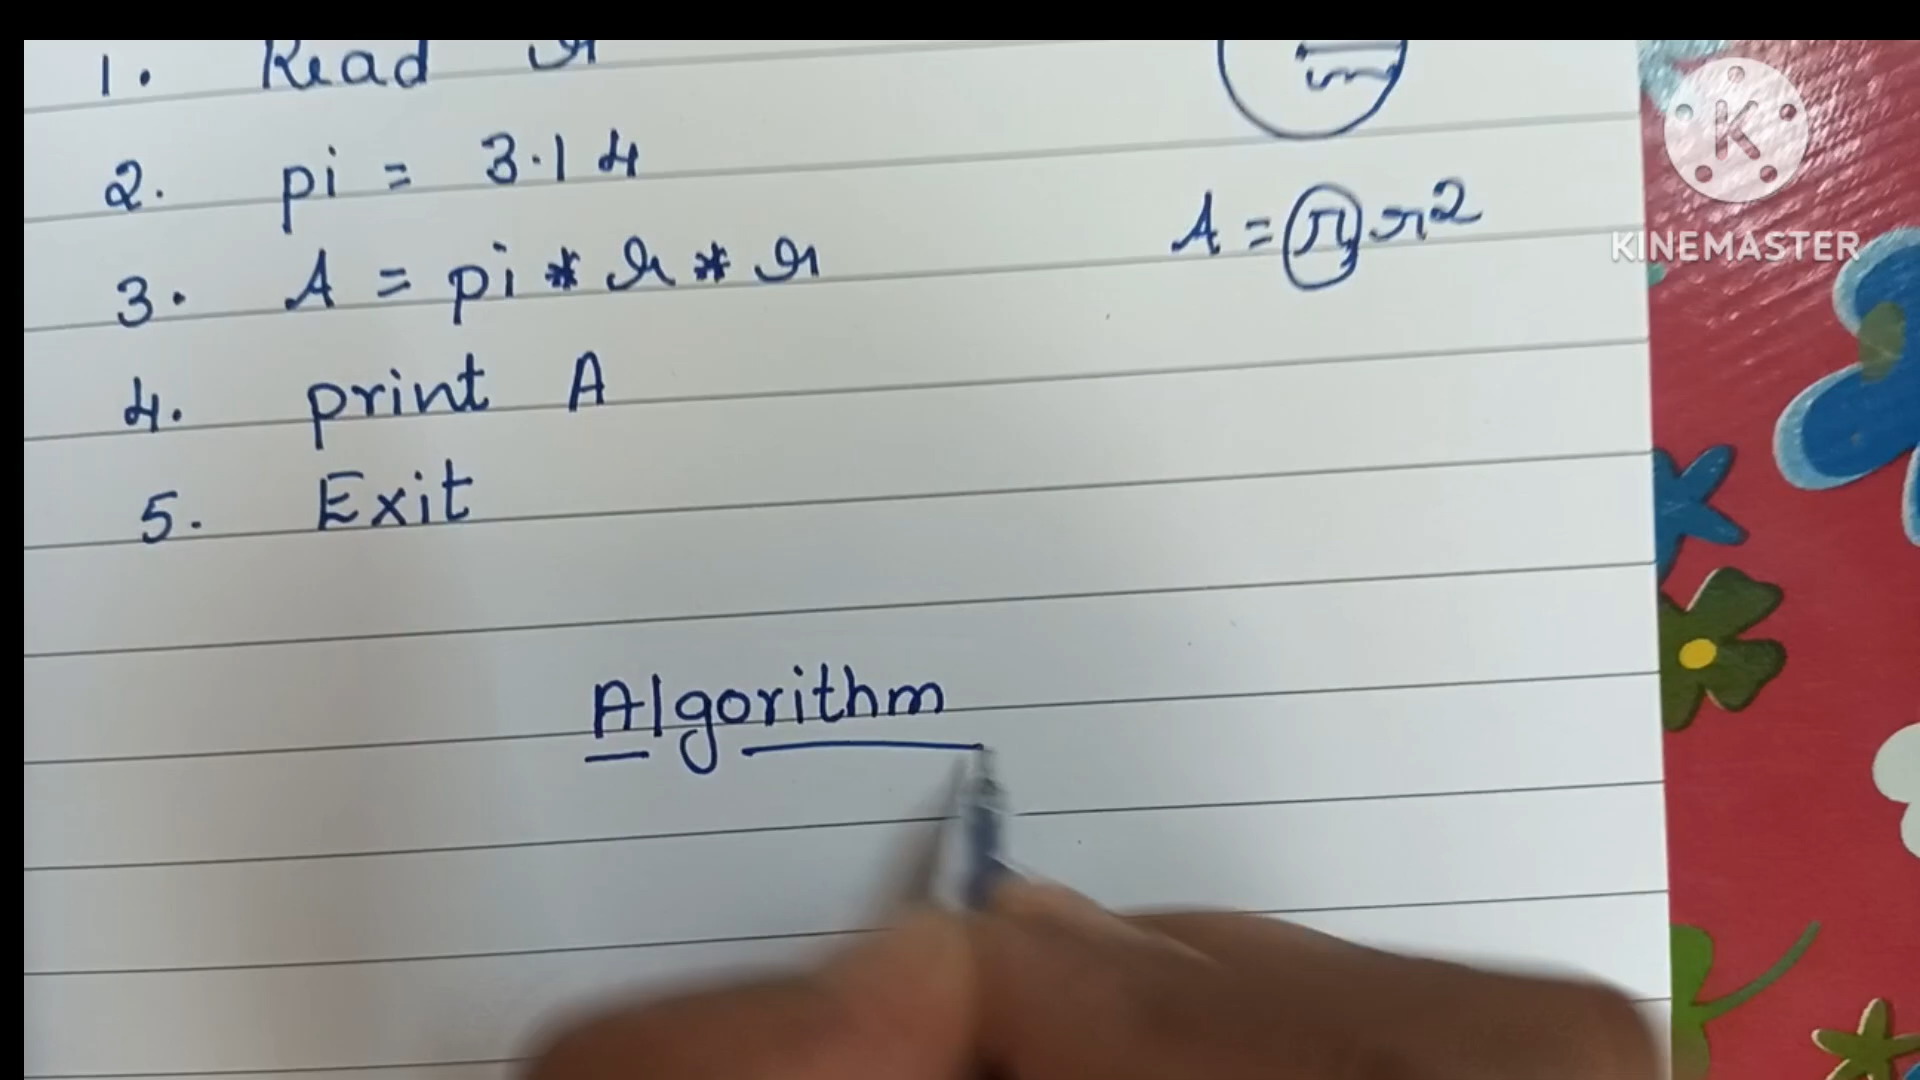 1. Read r
2. pi = 3.14
3. A = pi * r * r
A = πr²
4. print A
5. Exit
Algorithm
K
KINEMASTER